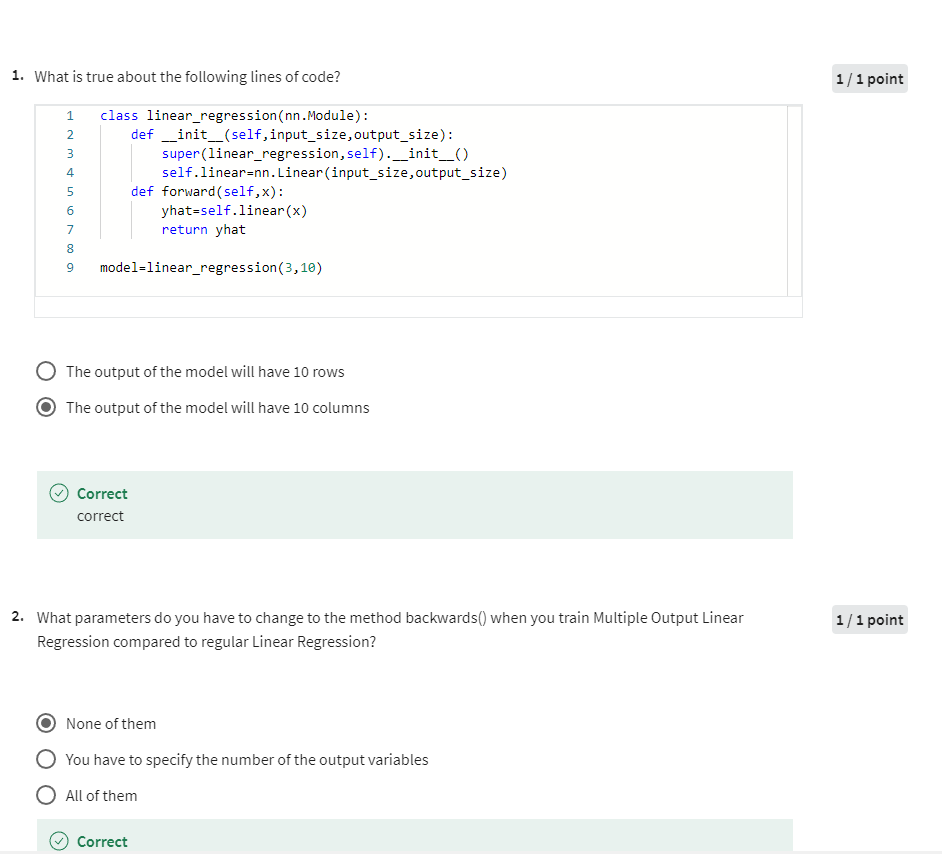 1. What is true about the following lines of code?
1 / 1 point
1 class linear_regression(nn.Module):
2     def __init__(self,input_size,output_size):
3         super(linear_regression,self).__init__()
4         self.linear=nn.Linear(input_size,output_size)
5     def forward(self,x):
6         yhat=self.linear(x)
7         return yhat
8
9 model=linear_regression(3,10)
The output of the model will have 10 rows
The output of the model will have 10 columns
Correct
correct
2. What parameters do you have to change to the method backwards() when you train Multiple Output Linear
Regression compared to regular Linear Regression?
1 / 1 point
None of them
You have to specify the number of the output variables
All of them
Correct